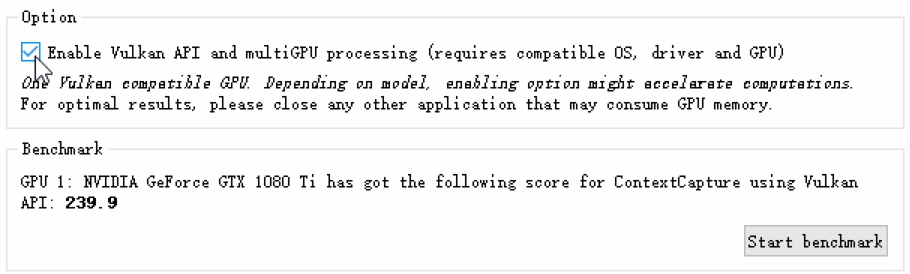 Option
Enable Vulkan API and multiGPU processing (requires compatible OS, driver and GPU)
One Vulkan compatible GPU. Depending on model, enabling option might accelerate computations.
For optimal results, please close any other application that may consume GPU memory.
Benchmark
GPU 1: NVIDIA GeForce GTX 1080 Ti has got the following score for ContextCapture using Vulkan
API: 239.9
Start benchmark